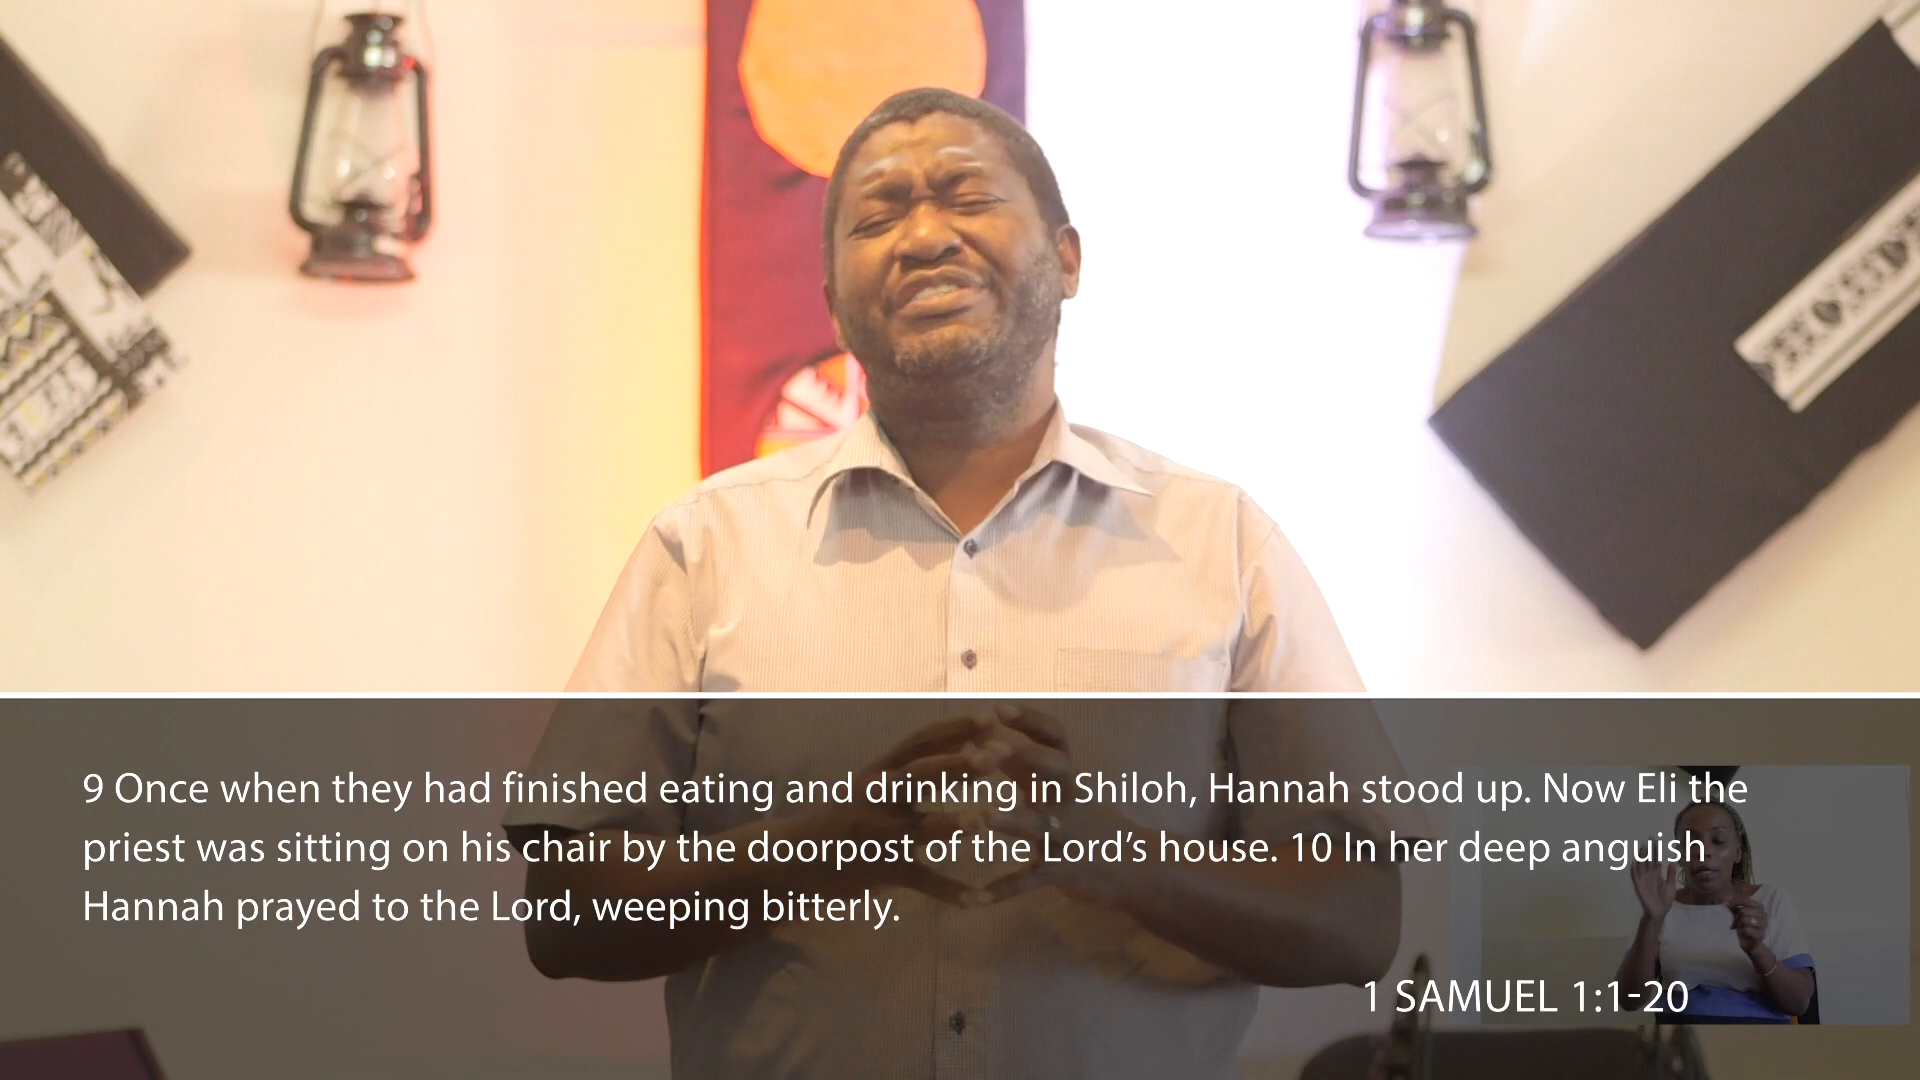 9 Once when they had finished eating and drinking in Shiloh, Hannah stood up. Now Eli the
priest was sitting on his chair by the doorpost of the Lord’s house. 10 In her deep anguish
Hannah prayed to the Lord, weeping bitterly.
1 SAMUEL 1:1-20